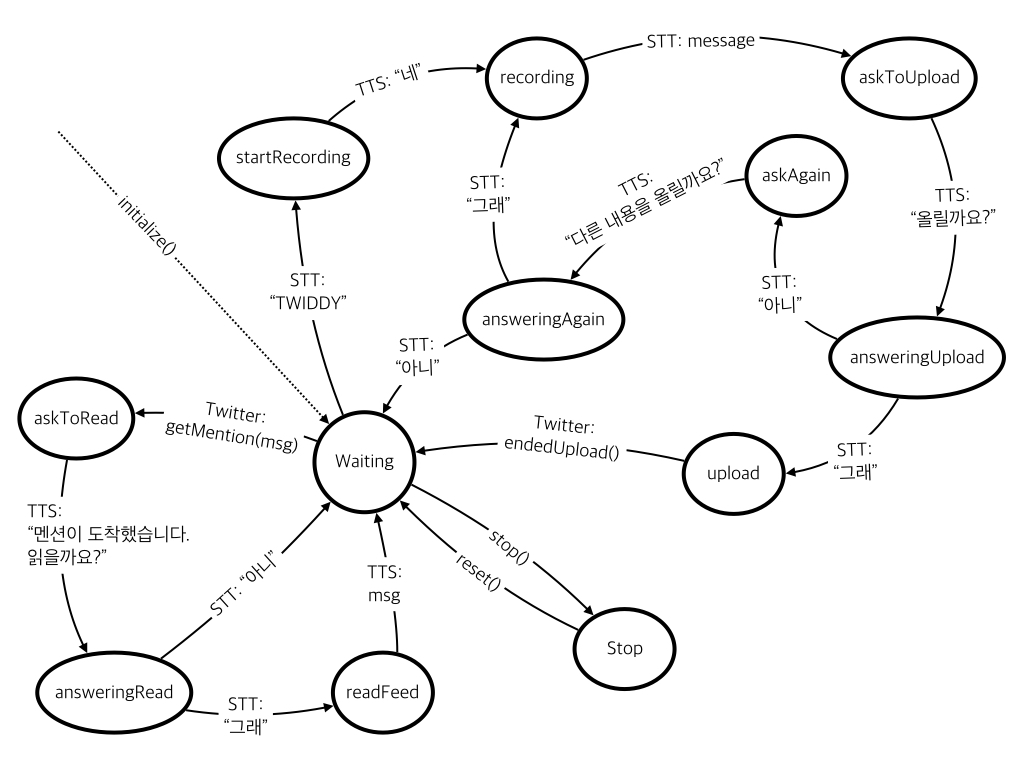 STT: message
recording
askToUpload
TTS: “네”
startRecording
askAgain
STT:
“그래”
TTS:
“다른 내용을 올릴까요?”
TTS:
“올릴까요?”
initialize()
STT:
“TWIDDY”
STT:
“아니”
answeringAgain
STT:
“아니”
answeringUpload
askToRead
Twitter:
getMention(msg)
Waiting
Twitter:
endedUpload()
upload
STT:
“그래”
TTS:
“멘션이 도착했습니다.
읽을까요?”
stop()
reset()
STT: “아니”
TTS:
msg
Stop
answeringRead
STT:
“그래”
readFeed